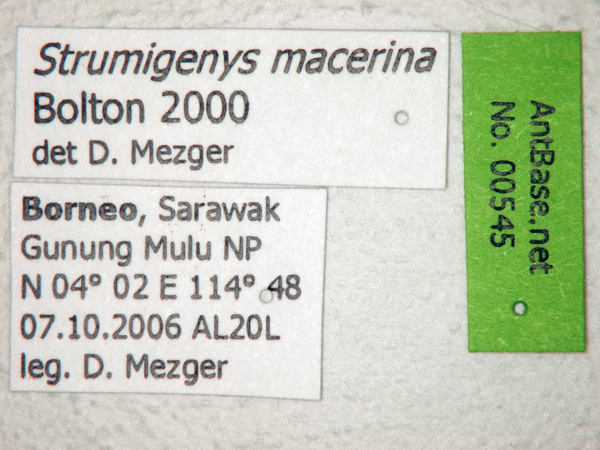 Strumigenys macerina
Bolton 2000
det D. Mezger
Borneo, Sarawak
Gunung Mulu NP
N 04° 02 E 114° 48
07.10.2006 AL20L
leg. D. Mezger
AntBase.net
No. 00545